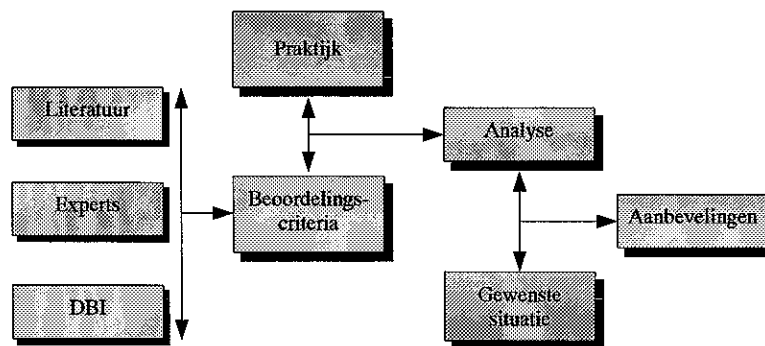 Praktijk
Literatuur
Analyse
Experts
Beoordelings-
criteria
Aanbevelingen
DBI
Gewenste
situatie